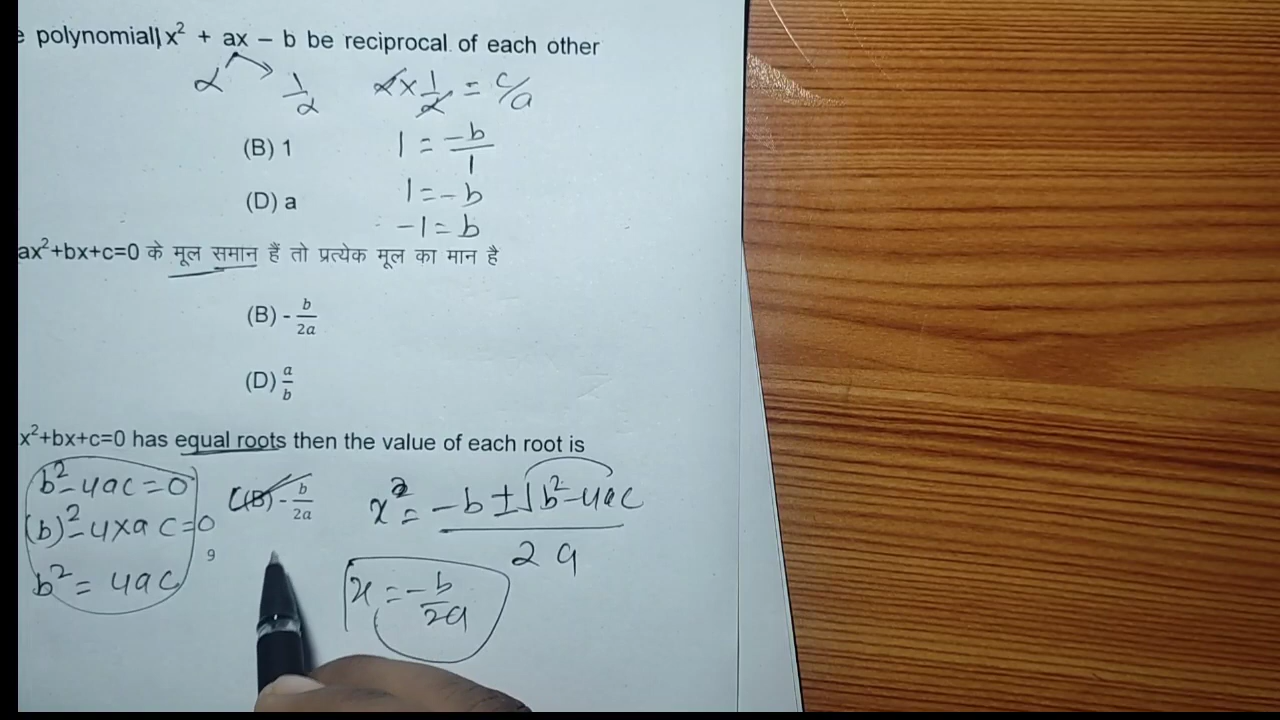 e polynomial x² + ax – b be reciprocal of each other
α 1/α α × 1/α = c/a
(B) 1 1 = -b/1
(D) a 1 = -b
-1 = b
ax²+bx+c=0 के मूल समान हैं तो प्रत्येक मूल का मान है
(B) - b/2a
(D) a/b
x²+bx+c=0 has equal roots then the value of each root is
b²-4ac=0 (B) - b/2a x² = -b ± √b²-4ac / 2a
(b)²-4×a c=0
9
b² = 4ac x = -b/2a